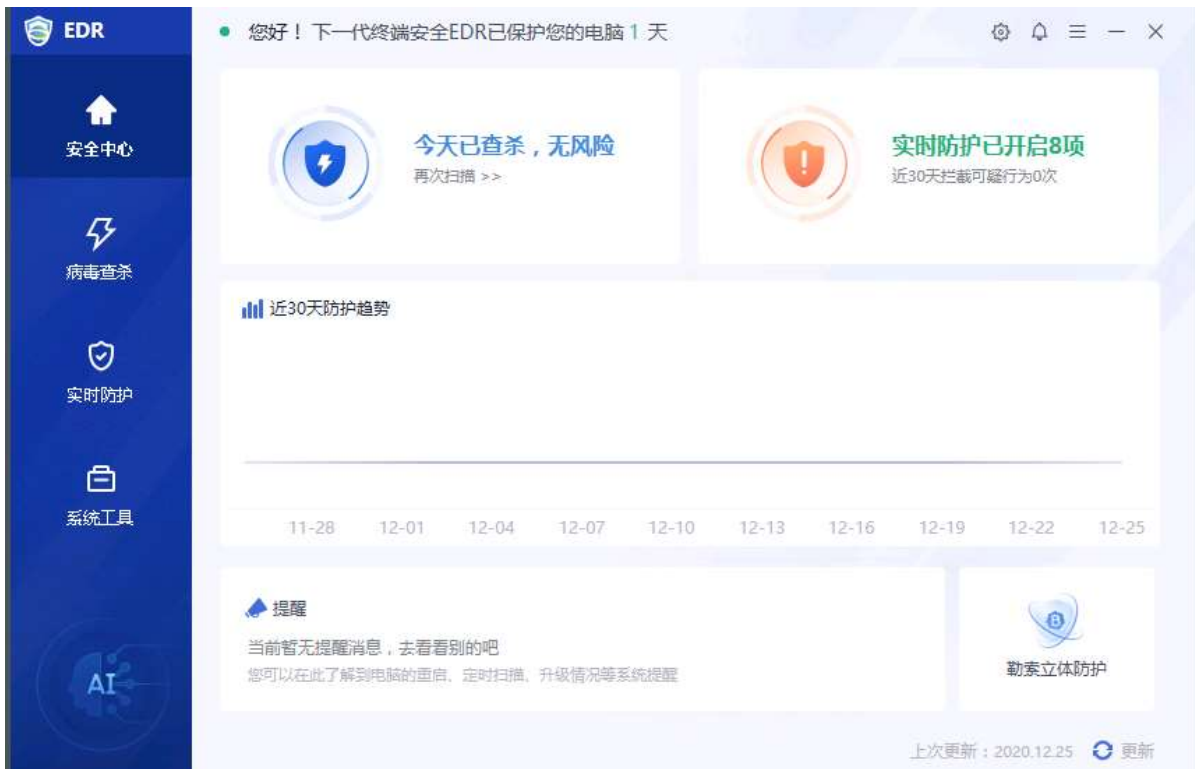 EDR
您好！下一代终端安全EDR已保护您的电脑 1 天
安全中心
病毒查杀
实时防护
系统工具
AI
今天已查杀，无风险
再次扫描 >>
实时防护已开启8项
近30天拦截可疑行为0次
近30天防护趋势
11-28 12-01 12-04 12-07 12-10 12-13 12-16 12-19 12-22 12-25
提醒
当前暂无提醒消息，去看看别的吧
您可以在此了解到电脑的重启、定时扫描、升级情况等系统提醒
B
勒索立体防护
上次更新：2020.12.25 更新